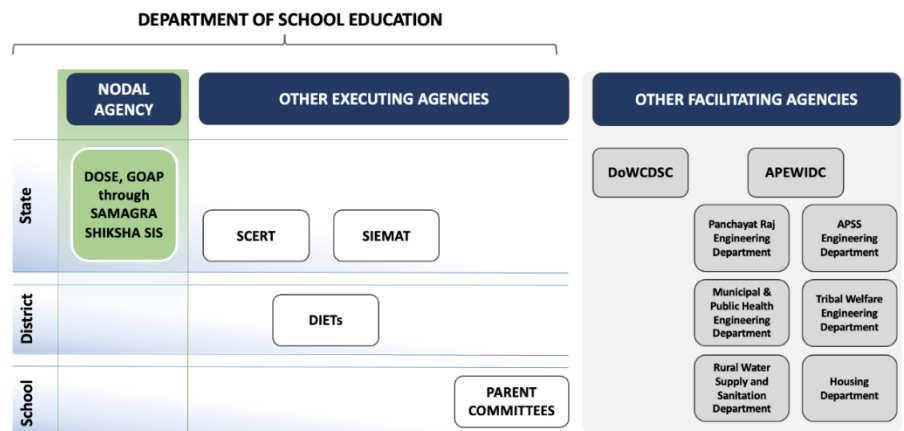 DEPARTMENT OF SCHOOL EDUCATION
NODAL
AGENCY
OTHER EXECUTING AGENCIES
OTHER FACILITATING AGENCIES
State
DOSE, GOAP
through
SAMAGRA
SHIKSHA SIS
SCERT
SIEMAT
DoWCDSC
APEWIDC
Panchayat Raj
Engineering
Department
APSS
Engineering
Department
District
DIETs
Municipal &
Public Health
Engineering
Department
Tribal Welfare
Engineering
Department
School
PARENT
COMMITTEES
Rural Water
Supply and
Sanitation
Department
Housing
Department